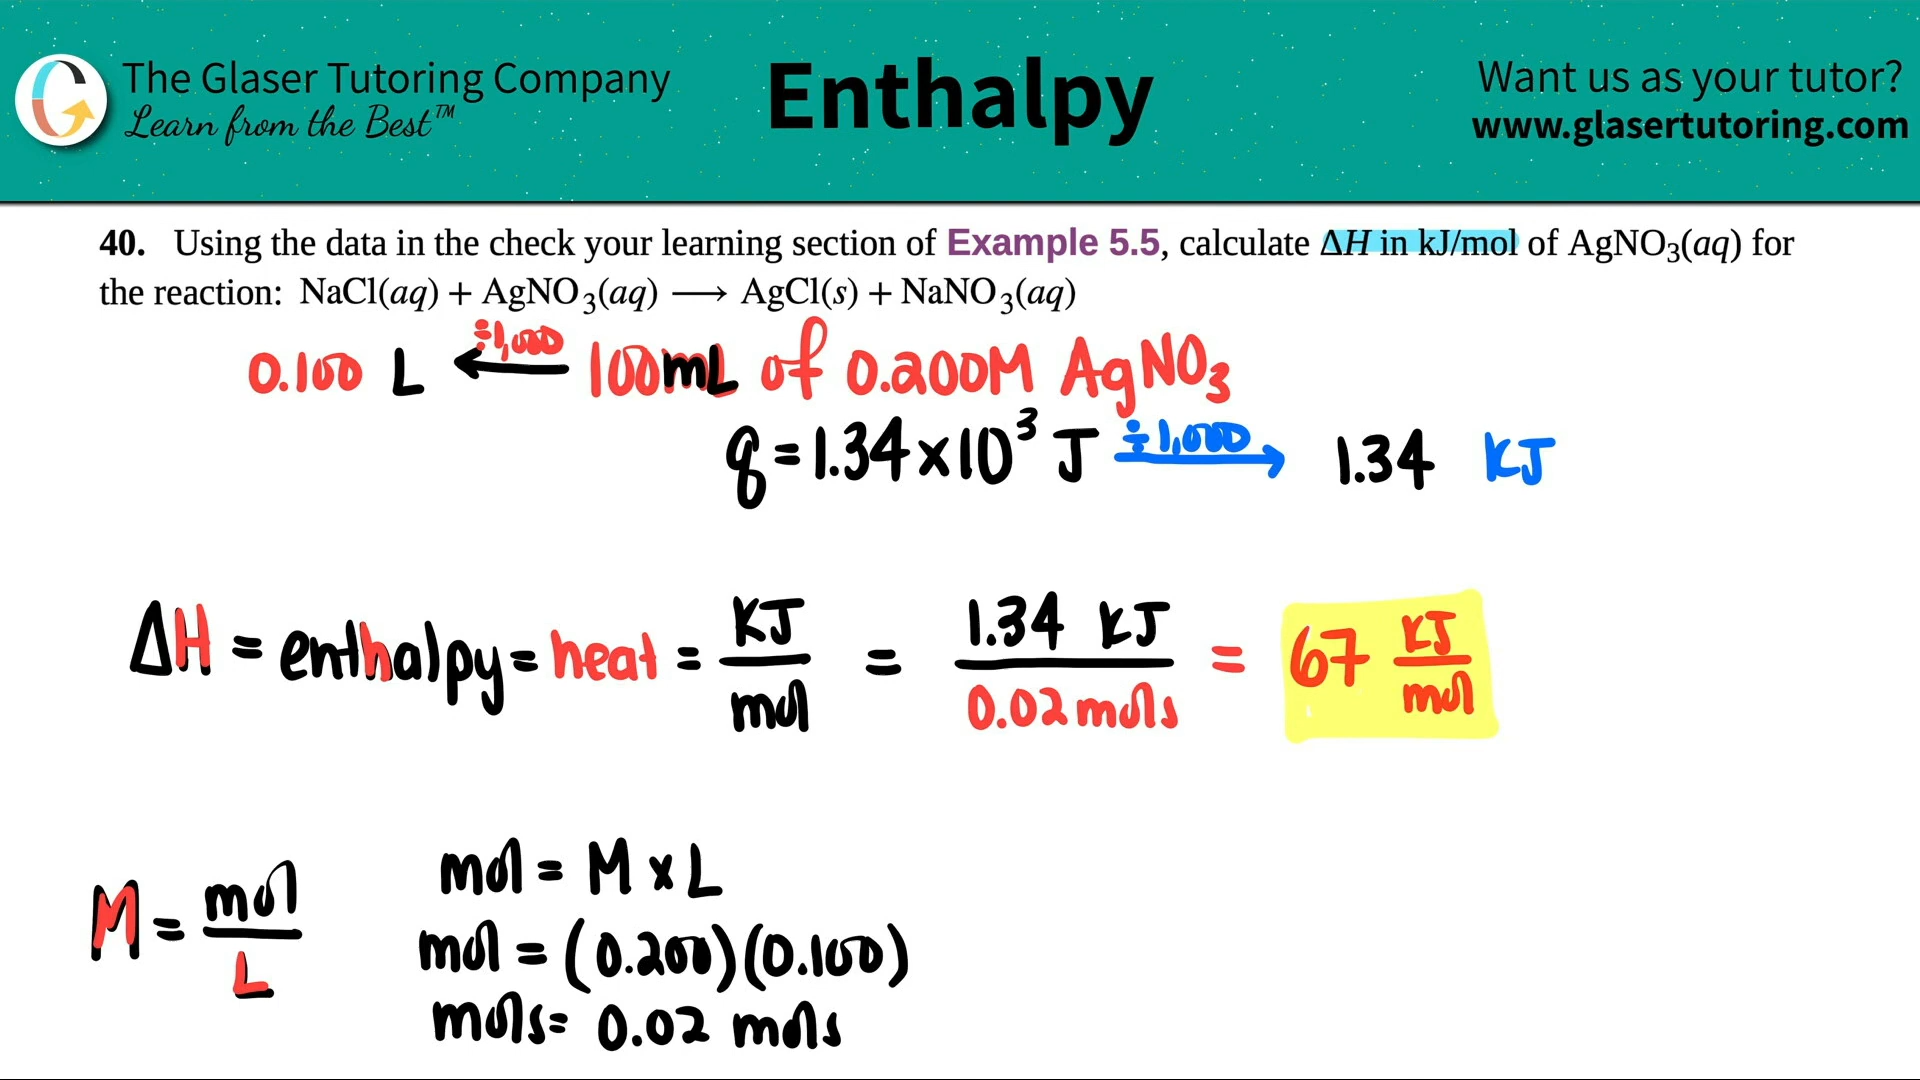 The Glaser Tutoring Company
Learn from the Best™
Enthalpy
Want us as your tutor?
www.glasertutoring.com
40. Using the data in the check your learning section of Example 5.5, calculate ΔH in kJ/mol of AgNO₃(aq) for
the reaction: NaCl(aq) + AgNO₃(aq) ⟶ AgCl(s) + NaNO₃(aq)
0.100 L ← ÷1,000 100mL of 0.200M AgNO₃
q = 1.34 × 10³ J ÷1,000 → 1.34 KJ
ΔH = enthalpy = heat = KJ/mol = 1.34 KJ/0.02 mols = 67 KJ/mol
M = mol/L
mol = M × L
mol = (0.200)(0.100)
mols = 0.02 mols